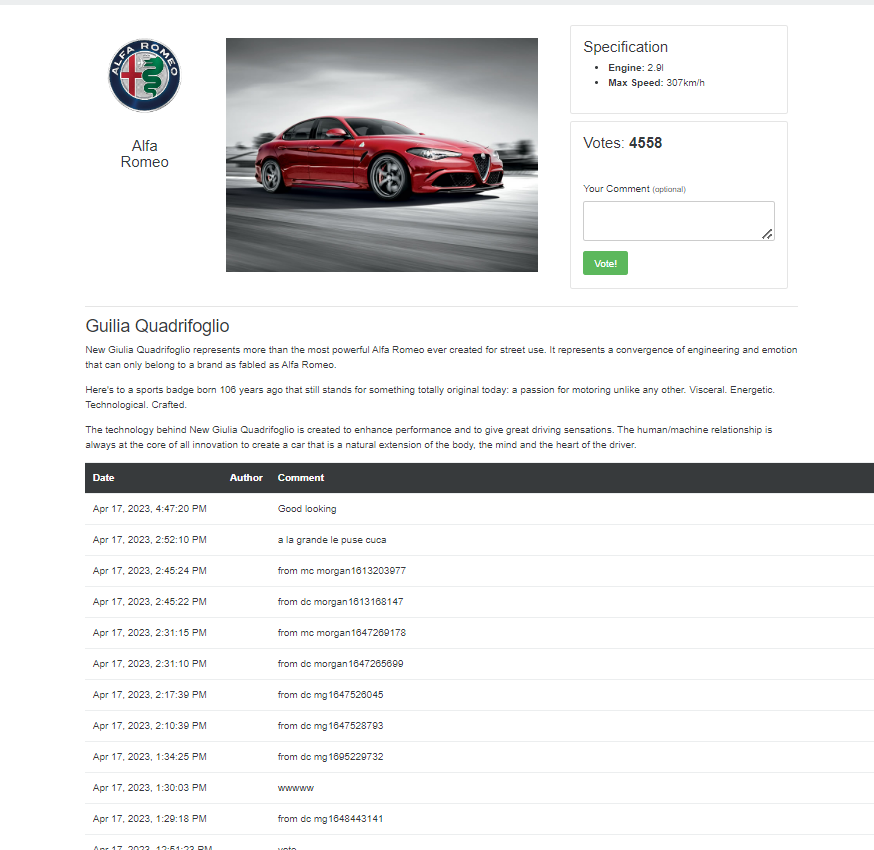 ALFA ROMEO
Alfa
Romeo
Specification
Engine: 2.9l
Max Speed: 307km/h
Votes: 4558
Your Comment (optional)
Vote!
Guilia Quadrifoglio
New Giulia Quadrifoglio represents more than the most powerful Alfa Romeo ever created for street use. It represents a convergence of engineering and emotion
that can only belong to a brand as fabled as Alfa Romeo.
Here's to a sports badge born 106 years ago that still stands for something totally original today: a passion for motoring unlike any other. Visceral. Energetic.
Technological. Crafted.
The technology behind New Giulia Quadrifoglio is created to enhance performance and to give great driving sensations. The human/machine relationship is
always at the core of all innovation to create a car that is a natural extension of the body, the mind and the heart of the driver.
Date Author Comment
Apr 17, 2023, 4:47:20 PM Good looking
Apr 17, 2023, 2:52:10 PM a la grande le puse cuca
Apr 17, 2023, 2:45:24 PM from mc morgan1613203977
Apr 17, 2023, 2:45:22 PM from dc morgan1613168147
Apr 17, 2023, 2:31:15 PM from mc morgan1647269178
Apr 17, 2023, 2:31:10 PM from dc morgan1647265699
Apr 17, 2023, 2:17:39 PM from dc mg1647526045
Apr 17, 2023, 2:10:39 PM from dc mg1647528793
Apr 17, 2023, 1:34:25 PM from dc mg1695229732
Apr 17, 2023, 1:30:03 PM wwwww
Apr 17, 2023, 1:29:18 PM from dc mg1648443141
Apr 17, 2023, 12:51:23 PM vote